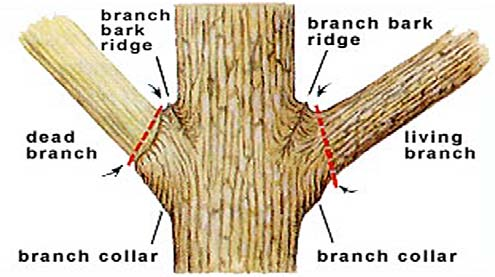 branch
bark
ridge
branch bark
ridge
dead
branch
living
branch
branch collar
branch collar